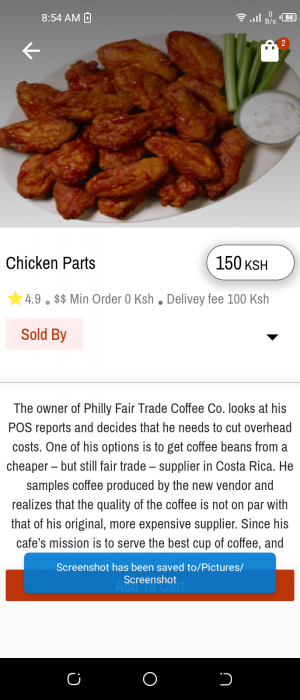 8:54 AM
0
B/s
86
2
Chicken Parts
150 KSH
4.9 $$ Min Order 0 Ksh Delivey fee 100 Ksh
Sold By
The owner of Philly Fair Trade Coffee Co. looks at his
POS reports and decides that he needs to cut overhead
costs. One of his options is to get coffee beans from a
cheaper – but still fair trade – supplier in Costa Rica. He
samples coffee produced by the new vendor and
realizes that the quality of the coffee is not on par with
that of his original, more expensive supplier. Since his
cafe's mission is to serve the best cup of coffee, and
Screenshot has been saved to/Pictures/
Screenshot
Add To Cart